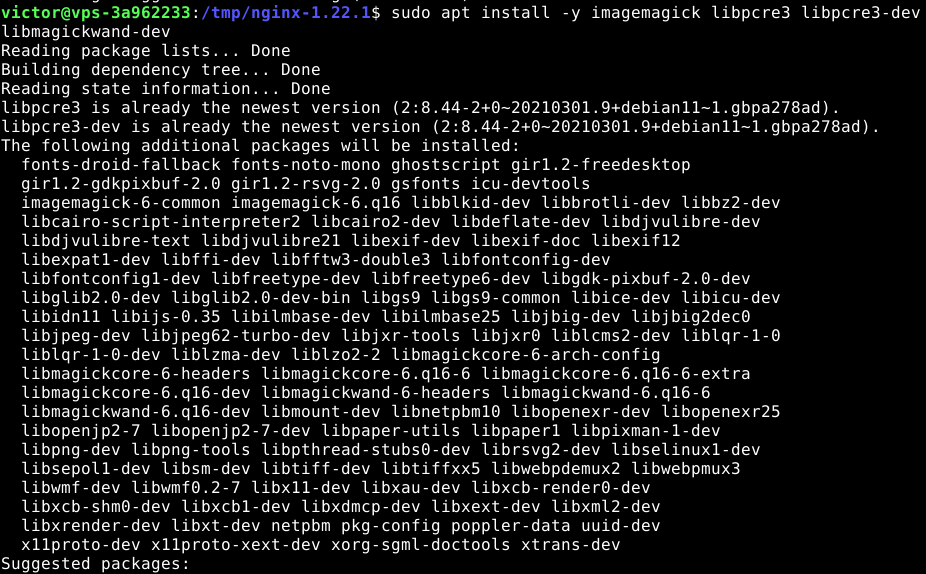 victor@vps-3a962233:/tmp/nginx-1.22.1$ sudo apt install -y imagemagick libpcre3 libpcre3-dev
libmagickwand-dev
Reading package lists... Done
Building dependency tree... Done
Reading state information... Done
libpcre3 is already the newest version (2:8.44-2+0~20210301.9+debian11~1.gbpa278ad).
libpcre3-dev is already the newest version (2:8.44-2+0~20210301.9+debian11~1.gbpa278ad).
The following additional packages will be installed:
  fonts-droid-fallback fonts-noto-mono ghostscript gir1.2-freedesktop
  gir1.2-gdkpixbuf-2.0 gir1.2-rsvg-2.0 gsfonts icu-devtools
  imagemagick-6-common imagemagick-6.q16 libblkid-dev libbrotli-dev libbz2-dev
  libcairo-script-interpreter2 libcairo2-dev libdeflate-dev libdjvulibre-dev
  libdjvulibre-text libdjvulibre21 libexif-dev libexif-doc libexif12
  libexpat1-dev libffi-dev libfftw3-double3 libfontconfig-dev
  libfontconfig1-dev libfreetype-dev libfreetype6-dev libgdk-pixbuf-2.0-dev
  libglib2.0-dev libglib2.0-dev-bin libgs9 libgs9-common libice-dev libicu-dev
  libidn11 libijs-0.35 libilmbase-dev libilmbase25 libjbig-dev libjbig2dec0
  libjpeg-dev libjpeg62-turbo-dev libjxr-tools libjxr0 liblcms2-dev liblqr-1-0
  liblqr-1-0-dev liblzma-dev liblzo2-2 libmagickcore-6-arch-config
  libmagickcore-6-headers libmagickcore-6.q16-6 libmagickcore-6.q16-6-extra
  libmagickcore-6.q16-dev libmagickwand-6-headers libmagickwand-6.q16-6
  libmagickwand-6.q16-dev libmount-dev libnetpbm10 libopenexr-dev libopenexr25
  libopenjp2-7 libopenjp2-7-dev libpaper-utils libpaper1 libpixman-1-dev
  libpng-dev libpng-tools libpthread-stubs0-dev librsvg2-dev libselinux1-dev
  libsepol1-dev libsm-dev libtiff-dev libtiffxx5 libwebpdemux2 libwebpmux3
  libwmf-dev libwmf0.2-7 libx11-dev libxau-dev libxcb-render0-dev
  libxcb-shm0-dev libxcb1-dev libxdmcp-dev libxext-dev libxml2-dev
  libxrender-dev libxt-dev netpbm pkg-config poppler-data uuid-dev
  x11proto-dev x11proto-xext-dev xorg-sgml-doctools xtrans-dev
Suggested packages: